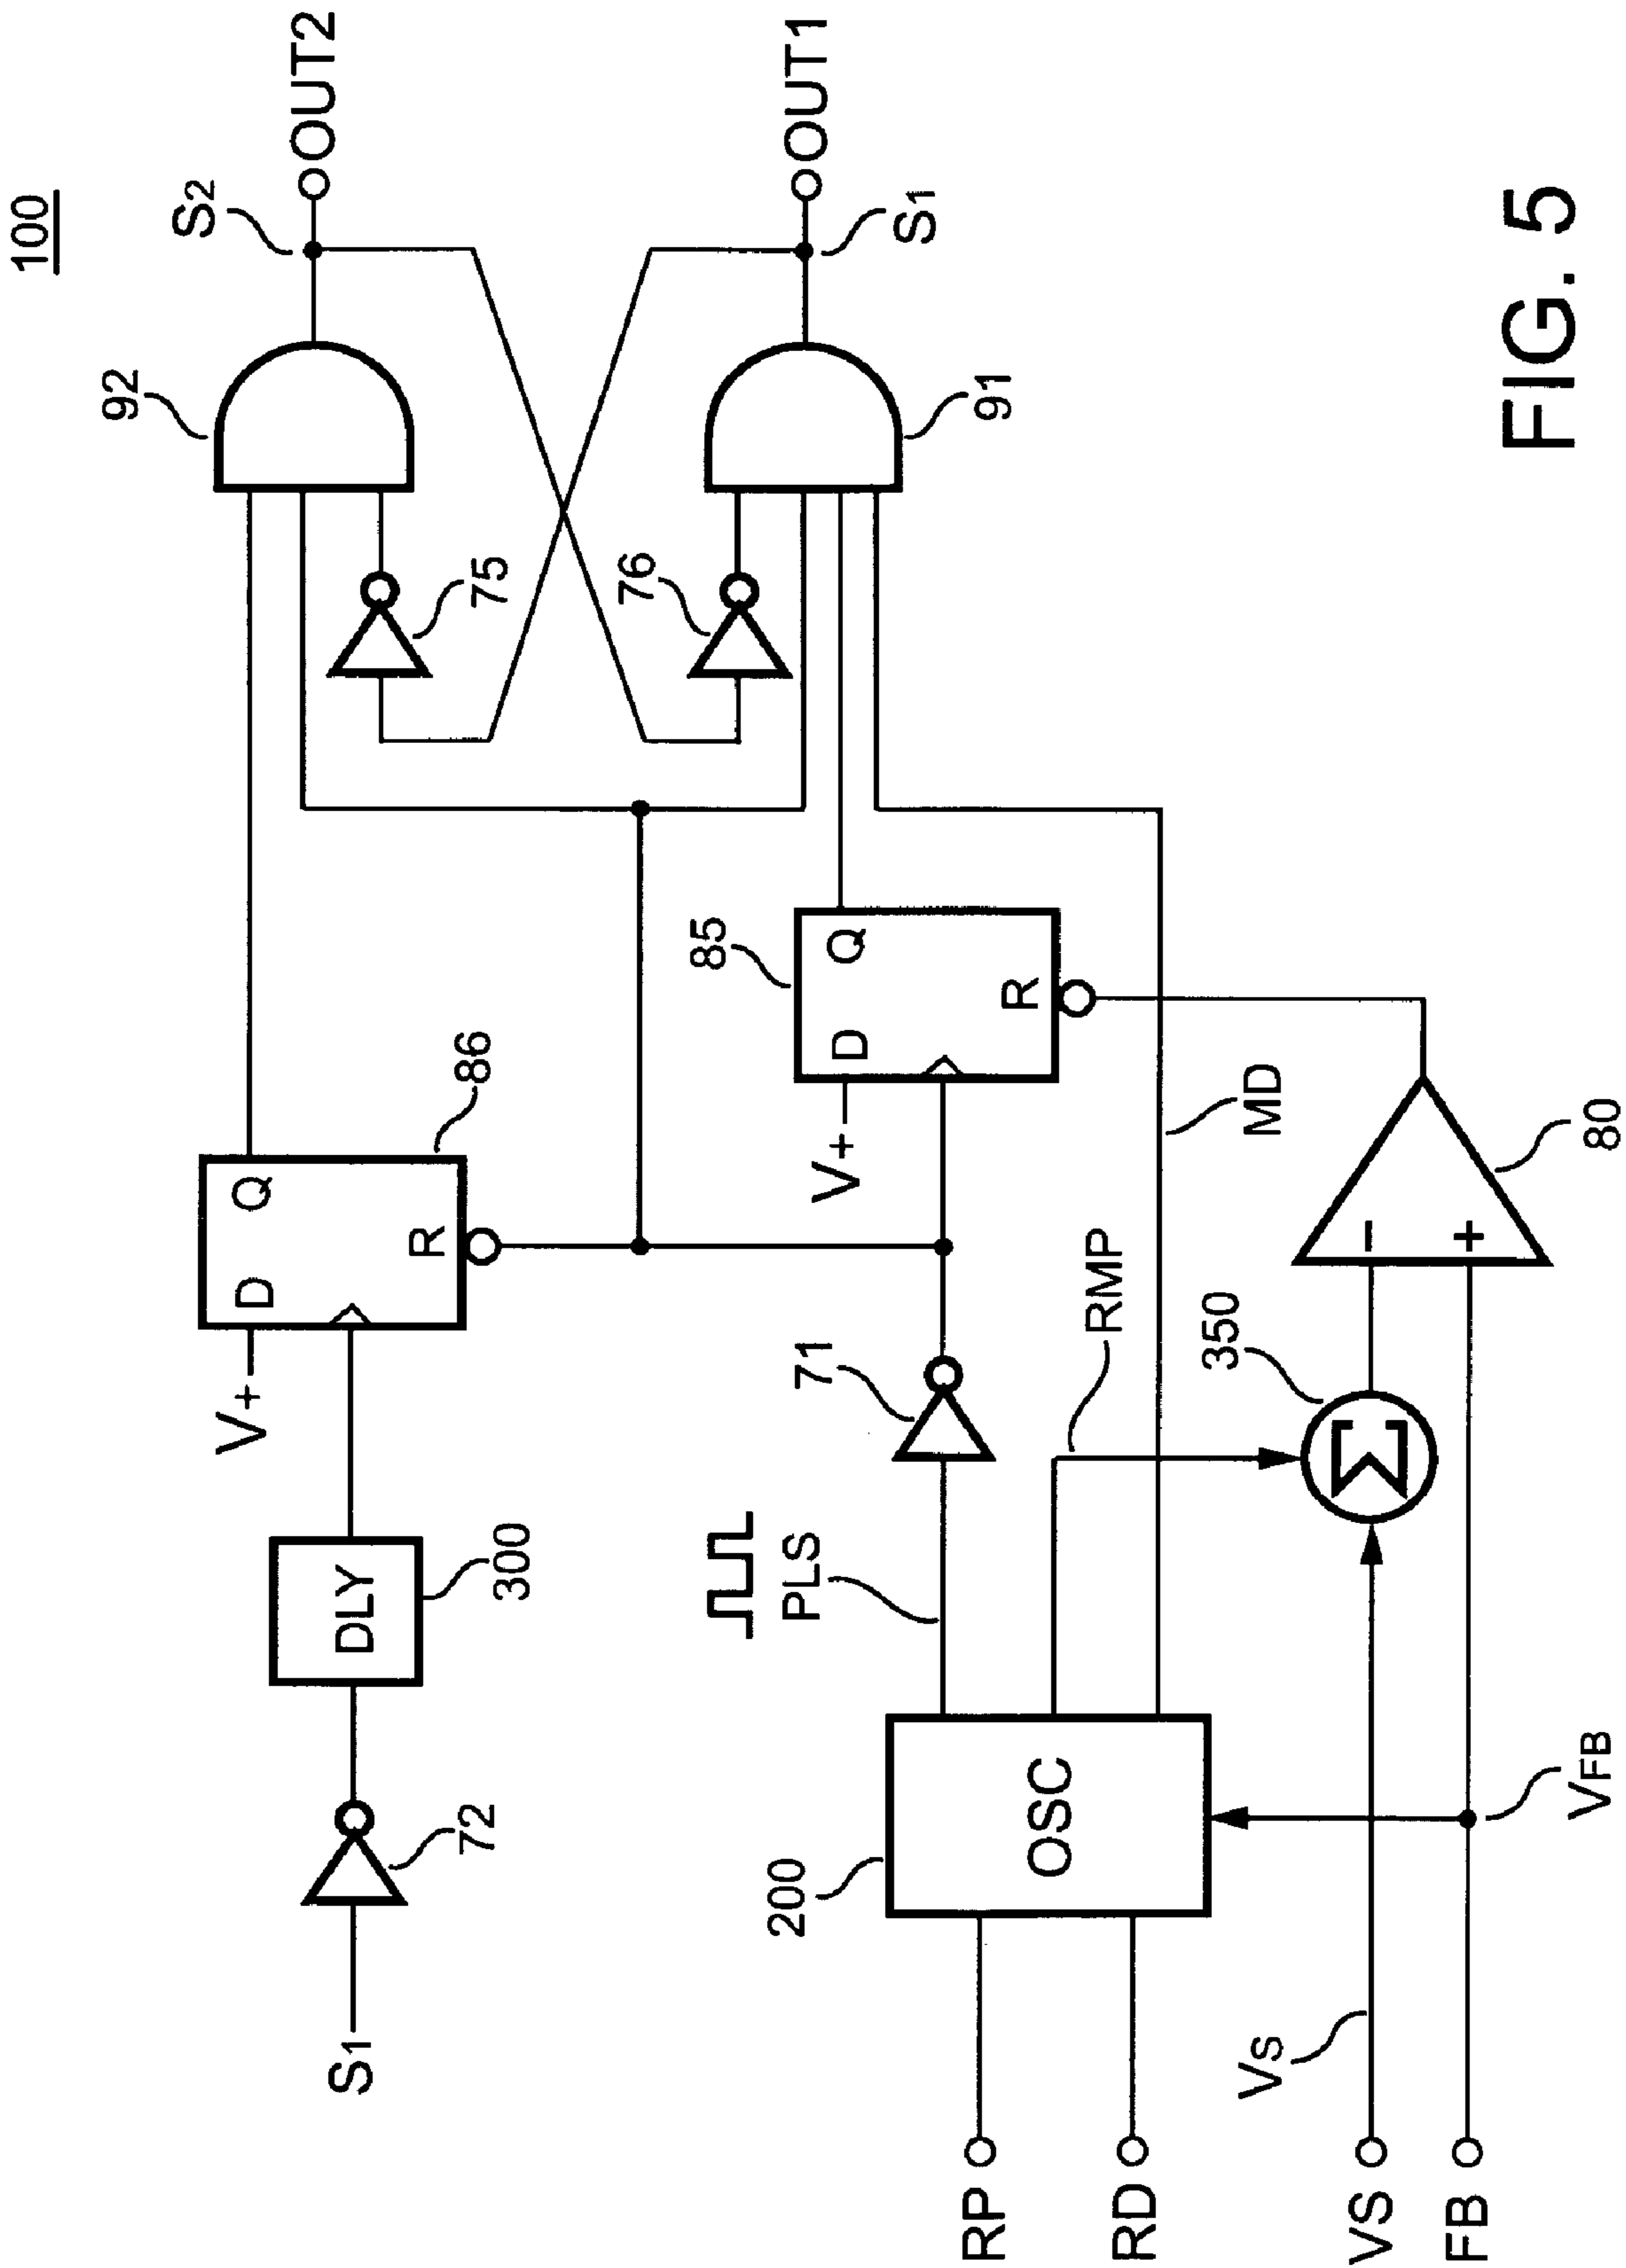 100
S2
OUT2
92
75
76
S1
OUT1
91
V+
D
Q
R
86
S1
72
DLY
300
V+
D
Q
R
85
71
PLS
RP
RD
200
OSC
RMP
MD
350
Σ
−
+
80
VS
VS
FB
VFB
FIG. 5